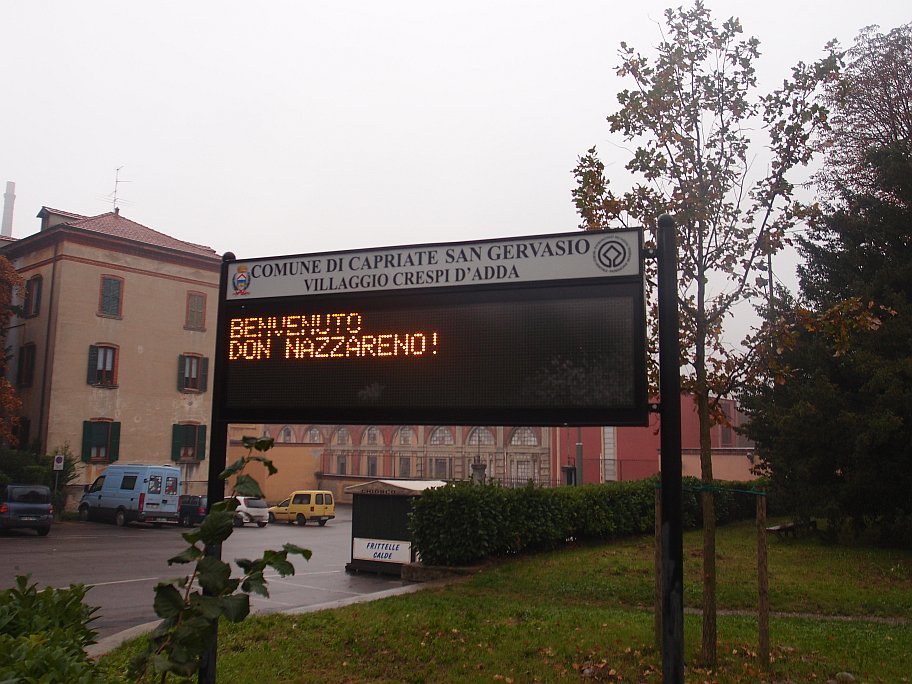 COMUNE DI CAPRIATE SAN GERVASIO
VILLAGGIO CRESPI D'ADDA
BENVENUTO
DON NAZZARENO!
FRITTELLE
CALDE